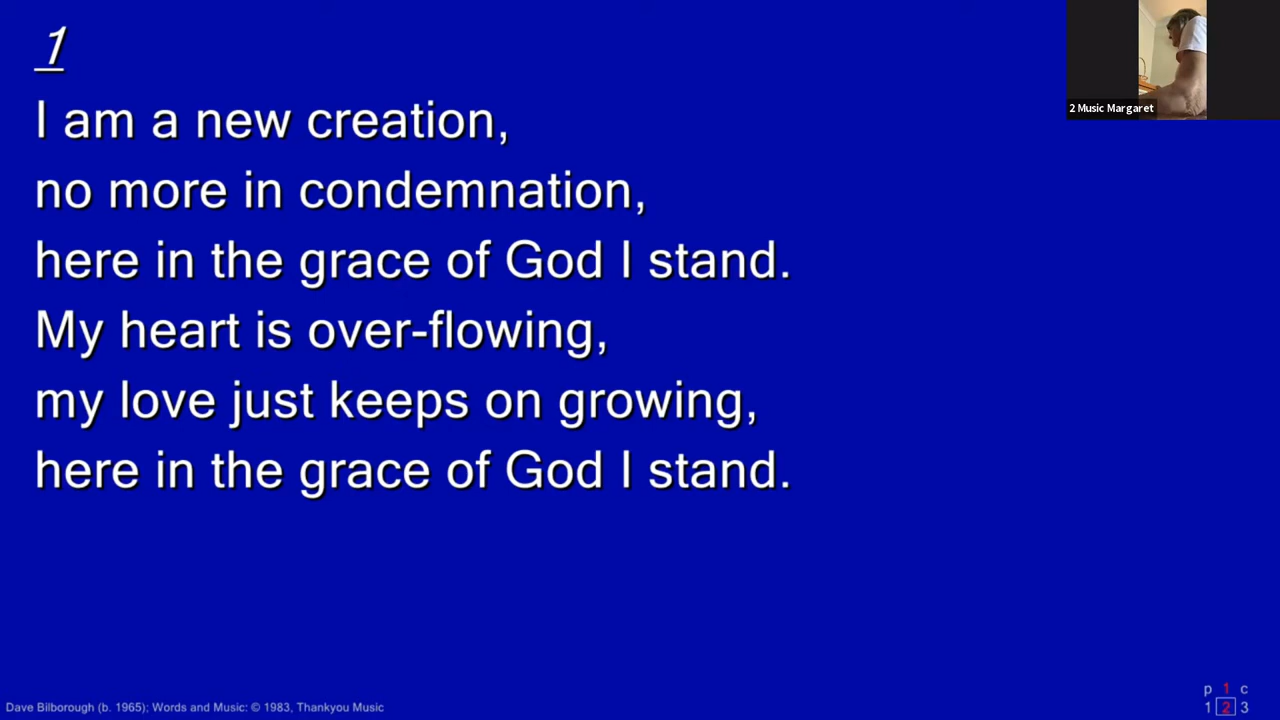 1
I am a new creation,
no more in condemnation,
here in the grace of God I stand.
My heart is over-flowing,
my love just keeps on growing,
here in the grace of God I stand.
2 Music Margaret
Dave Bilborough (b. 1965); Words and Music: © 1983, Thankyou Music
p 1 c
1 2 3